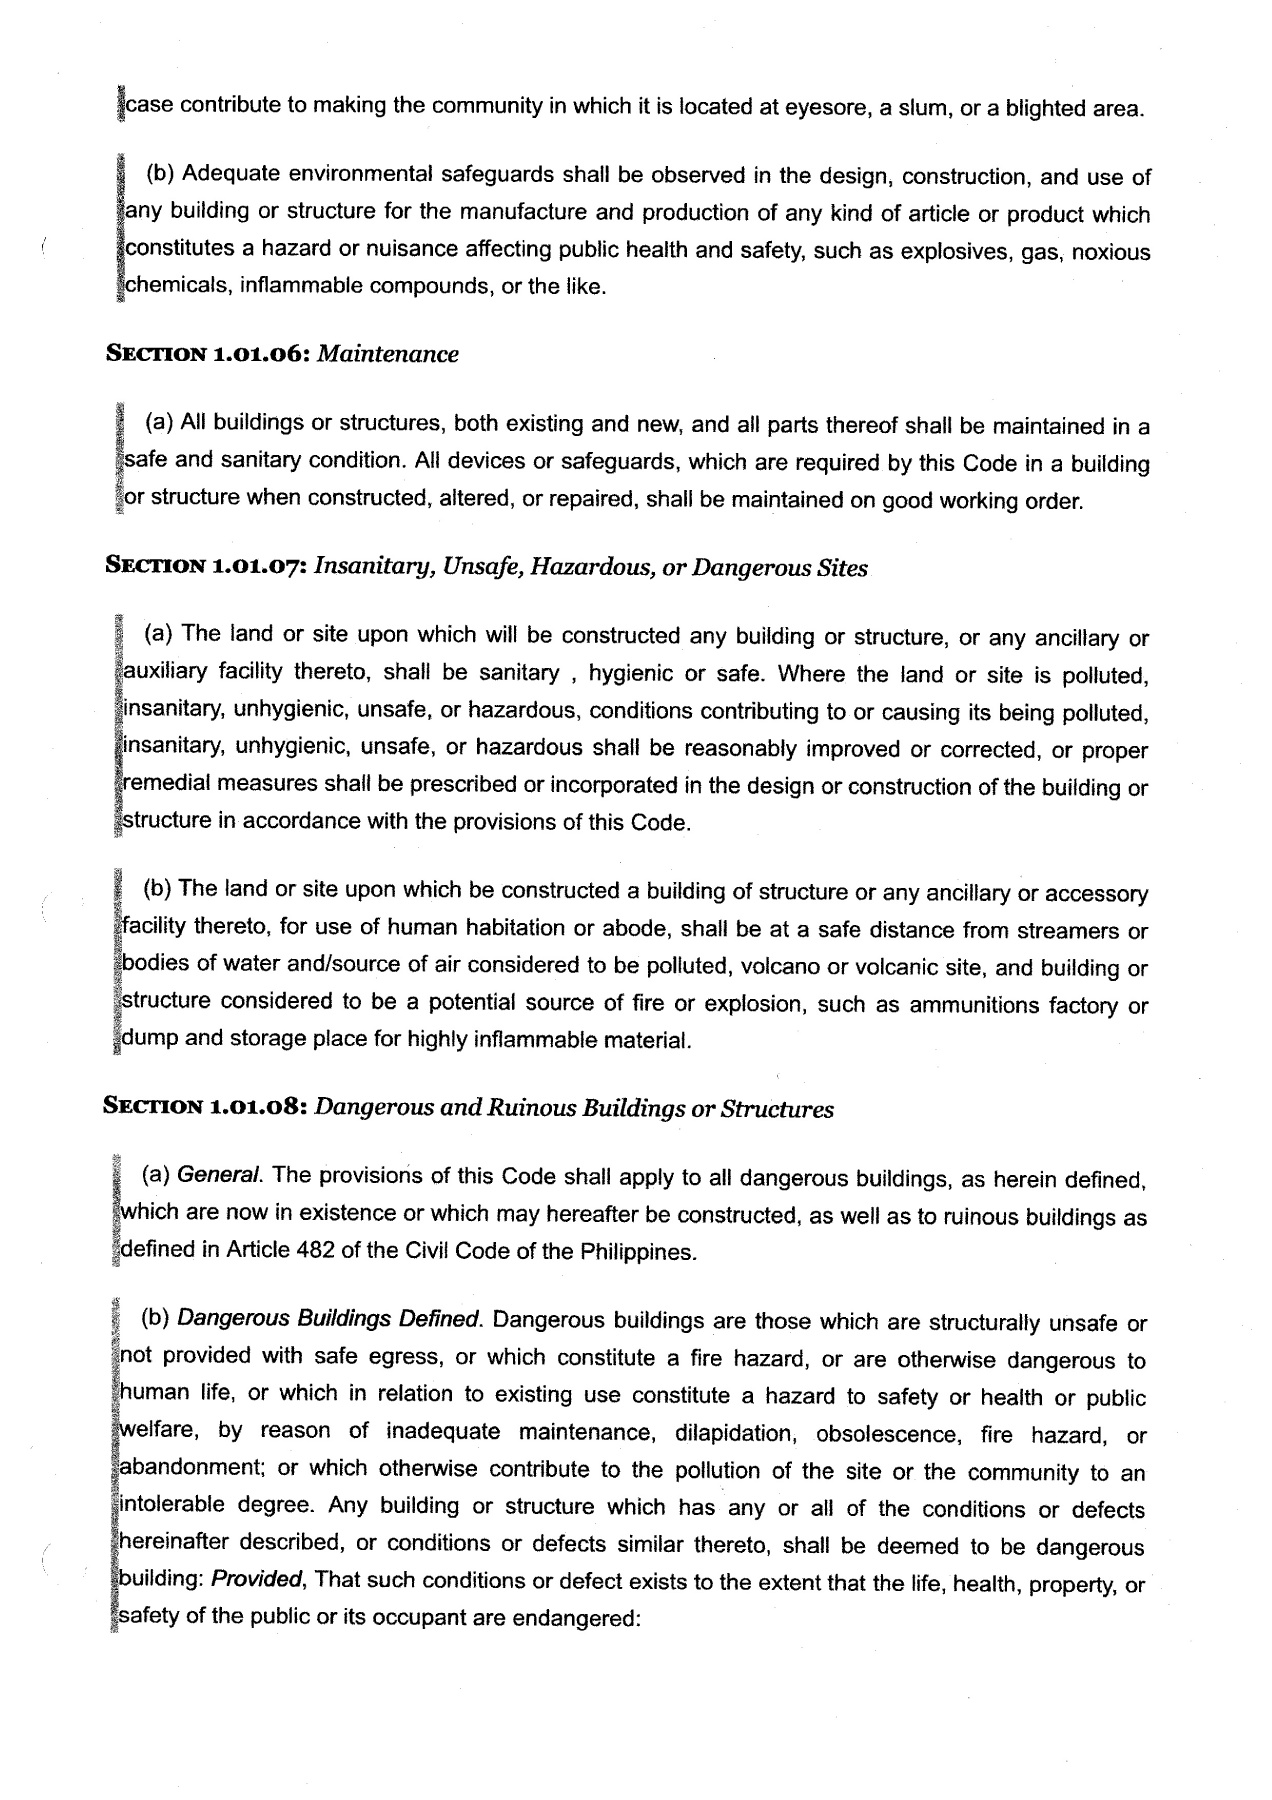 case contribute to making the community in which it is located at eyesore, a slum, or a blighted area.
(b) Adequate environmental safeguards shall be observed in the design, construction, and use of
any building or structure for the manufacture and production of any kind of article or product which
constitutes a hazard or nuisance affecting public health and safety, such as explosives, gas, noxious
chemicals, inflammable compounds, or the like.
SECTION 1.01.06: Maintenance
(a) All buildings or structures, both existing and new, and all parts thereof shall be maintained in a
safe and sanitary condition. All devices or safeguards, which are required by this Code in a building
or structure when constructed, altered, or repaired, shall be maintained on good working order.
SECTION 1.01.07: Insanitary, Unsafe, Hazardous, or Dangerous Sites
(a) The land or site upon which will be constructed any building or structure, or any ancillary or
auxiliary facility thereto, shall be sanitary , hygienic or safe. Where the land or site is polluted,
insanitary, unhygienic, unsafe, or hazardous, conditions contributing to or causing its being polluted,
insanitary, unhygienic, unsafe, or hazardous shall be reasonably improved or corrected, or proper
remedial measures shall be prescribed or incorporated in the design or construction of the building or
structure in accordance with the provisions of this Code.
(b) The land or site upon which be constructed a building of structure or any ancillary or accessory
facility thereto, for use of human habitation or abode, shall be at a safe distance from streamers or
bodies of water and/source of air considered to be polluted, volcano or volcanic site, and building or
structure considered to be a potential source of fire or explosion, such as ammunitions factory or
dump and storage place for highly inflammable material.
SECTION 1.01.08: Dangerous and Ruinous Buildings or Structures
(a) General. The provisions of this Code shall apply to all dangerous buildings, as herein defined,
which are now in existence or which may hereafter be constructed, as well as to ruinous buildings as
defined in Article 482 of the Civil Code of the Philippines.
(b) Dangerous Buildings Defined. Dangerous buildings are those which are structurally unsafe or
not provided with safe egress, or which constitute a fire hazard, or are otherwise dangerous to
human life, or which in relation to existing use constitute a hazard to safety or health or public
welfare, by reason of inadequate maintenance, dilapidation, obsolescence, fire hazard, or
abandonment; or which otherwise contribute to the pollution of the site or the community to an
intolerable degree. Any building or structure which has any or all of the conditions or defects
hereinafter described, or conditions or defects similar thereto, shall be deemed to be dangerous
building: Provided, That such conditions or defect exists to the extent that the life, health, property, or
safety of the public or its occupant are endangered: